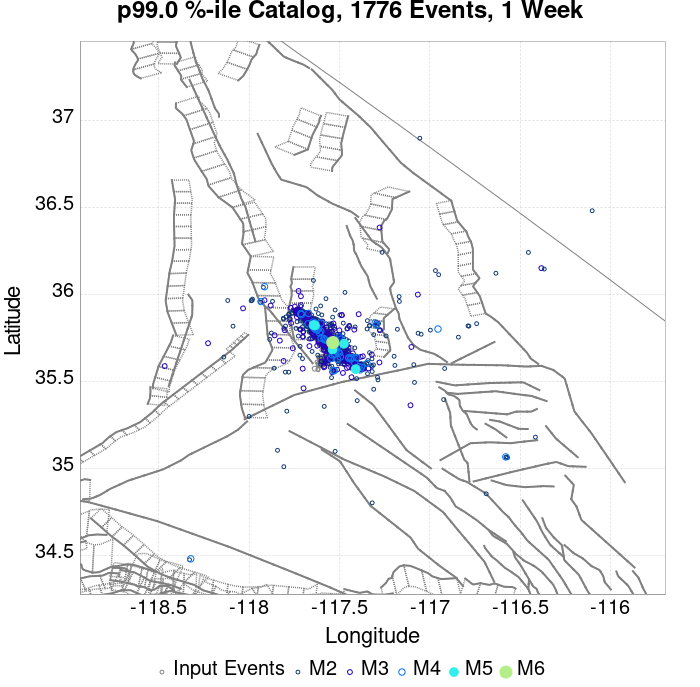 p99.0 %-ile Catalog, 1776 Events, 1 Week
37
36.5
36
35.5
35
34.5
Latitude
-118.5 -118 -117.5 -117 -116.5 -116
Longitude
Input Events M2 M3 M4 M5 M6